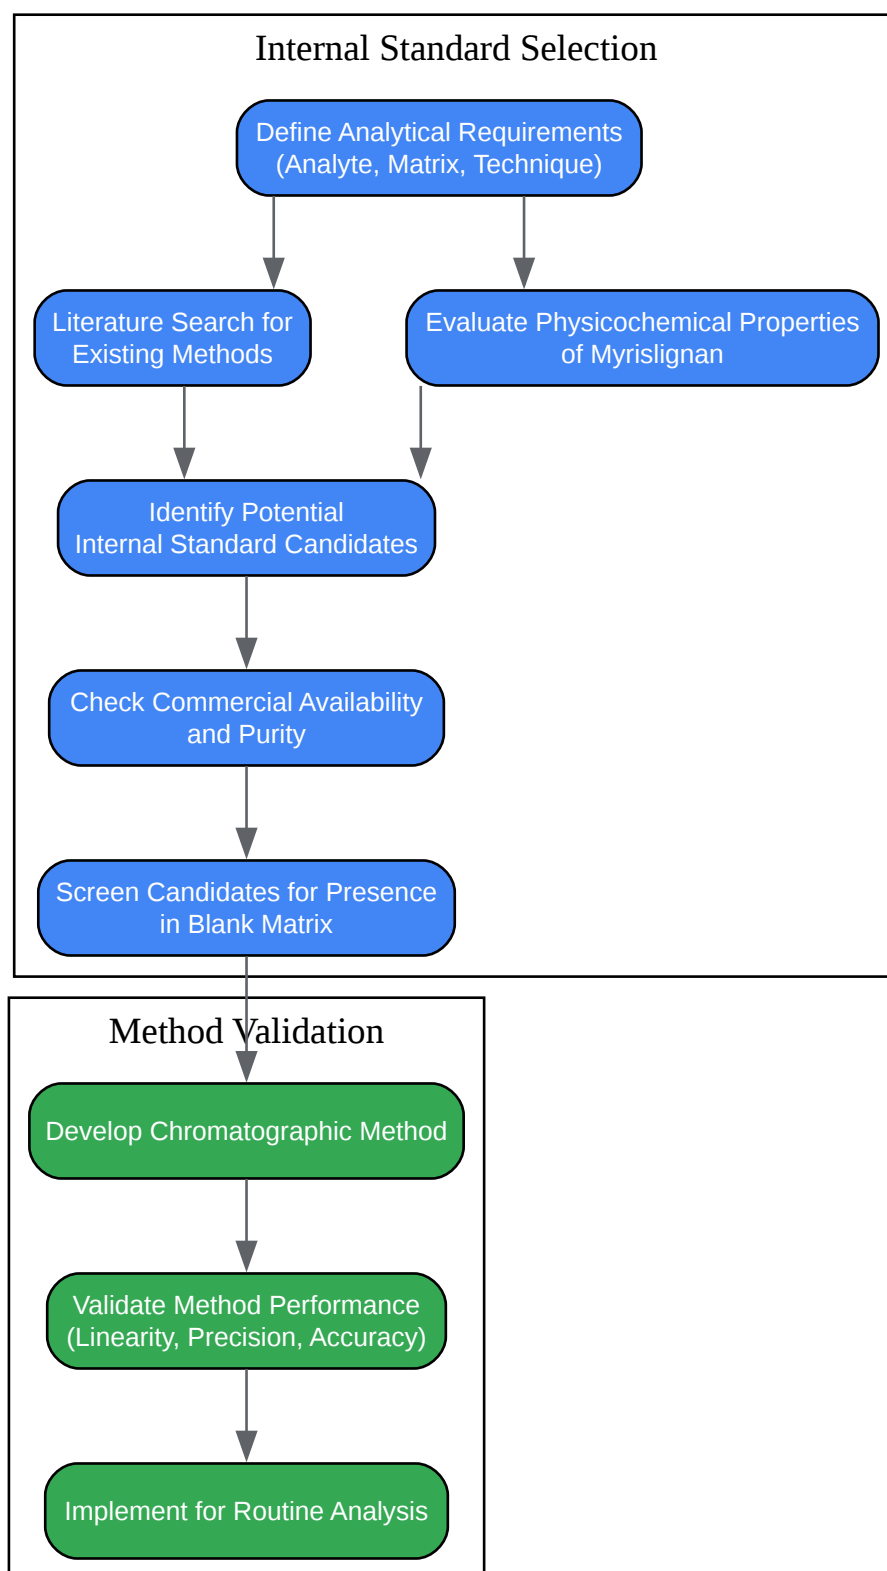 Internal Standard Selection
Define Analytical Requirements
(Analyte, Matrix, Technique)
Literature Search for
Existing Methods
Evaluate Physicochemical Properties
of Myrislignan
Identify Potential
Internal Standard Candidates
Check Commercial Availability
and Purity
Screen Candidates for Presence
in Blank Matrix
Method Validation
Develop Chromatographic Method
Validate Method Performance
(Linearity, Precision, Accuracy)
Implement for Routine Analysis